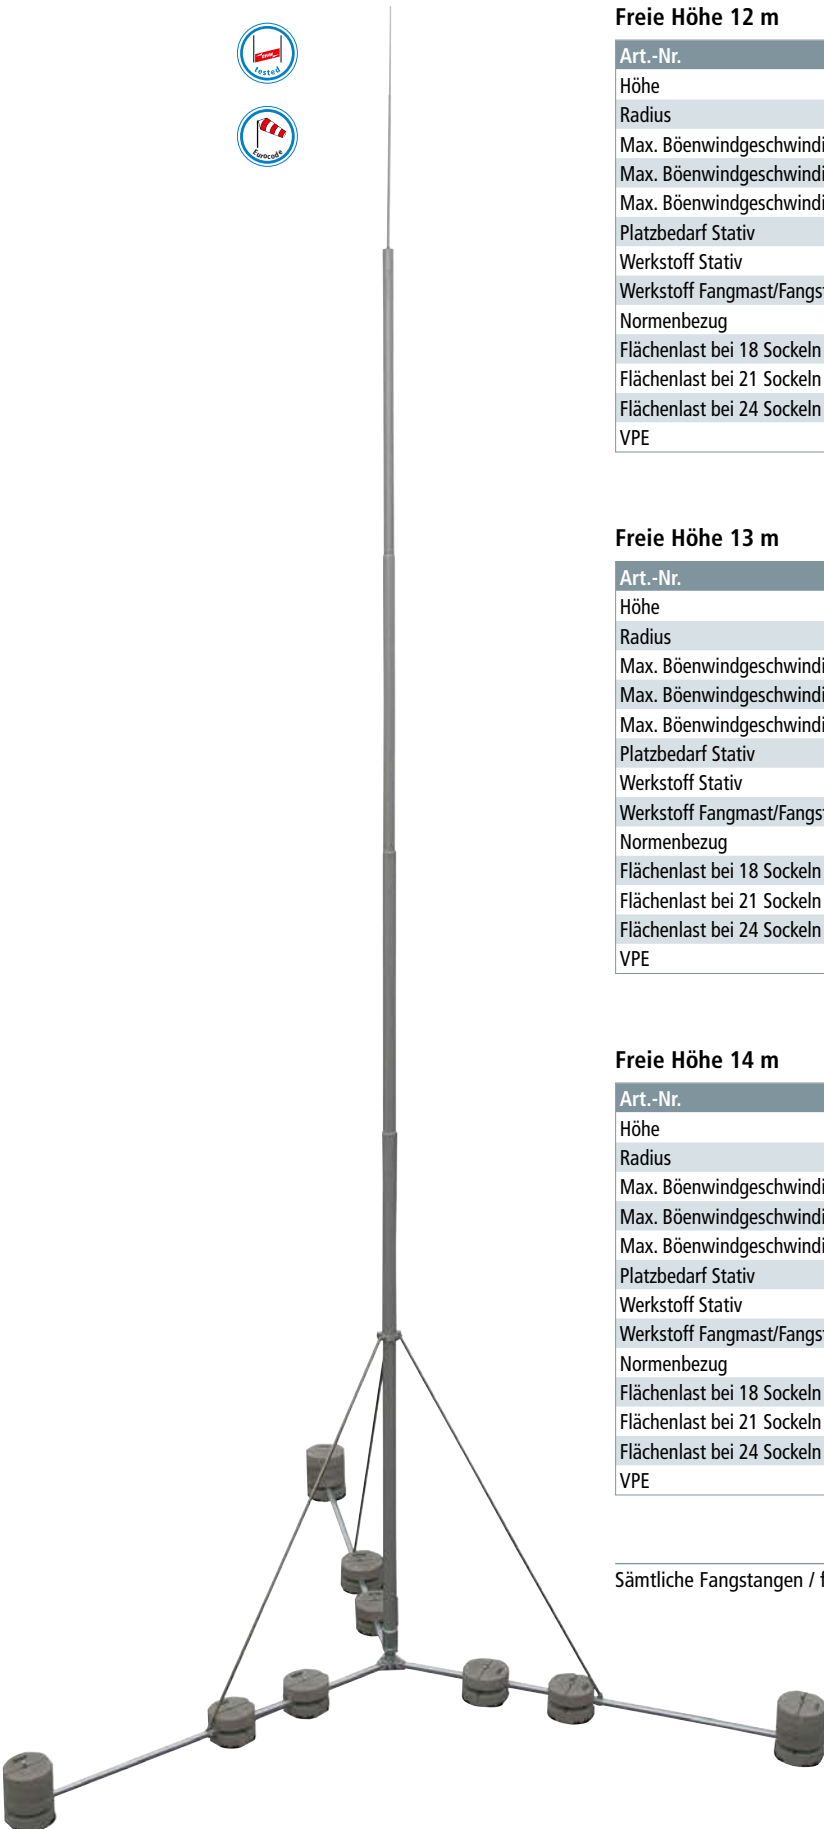 tested
Eurocode
Freie Höhe 12 m
Art.-Nr.
Höhe
Radius
Max. Böenwindgeschwindi
Max. Böenwindgeschwindi
Max. Böenwindgeschwindi
Platzbedarf Stativ
Werkstoff Stativ
Werkstoff Fangmast/Fangs
Normenbezug
Flächenlast bei 18 Sockeln
Flächenlast bei 21 Sockeln
Flächenlast bei 24 Sockeln
VPE
Freie Höhe 13 m
Art.-Nr.
Höhe
Radius
Max. Böenwindgeschwindi
Max. Böenwindgeschwindi
Max. Böenwindgeschwindi
Platzbedarf Stativ
Werkstoff Stativ
Werkstoff Fangmast/Fangs
Normenbezug
Flächenlast bei 18 Sockeln
Flächenlast bei 21 Sockeln
Flächenlast bei 24 Sockeln
VPE
Freie Höhe 14 m
Art.-Nr.
Höhe
Radius
Max. Böenwindgeschwindi
Max. Böenwindgeschwindi
Max. Böenwindgeschwindi
Platzbedarf Stativ
Werkstoff Stativ
Werkstoff Fangmast/Fangs
Normenbezug
Flächenlast bei 18 Sockeln
Flächenlast bei 21 Sockeln
Flächenlast bei 24 Sockeln
VPE
Sämtliche Fangstangen / f